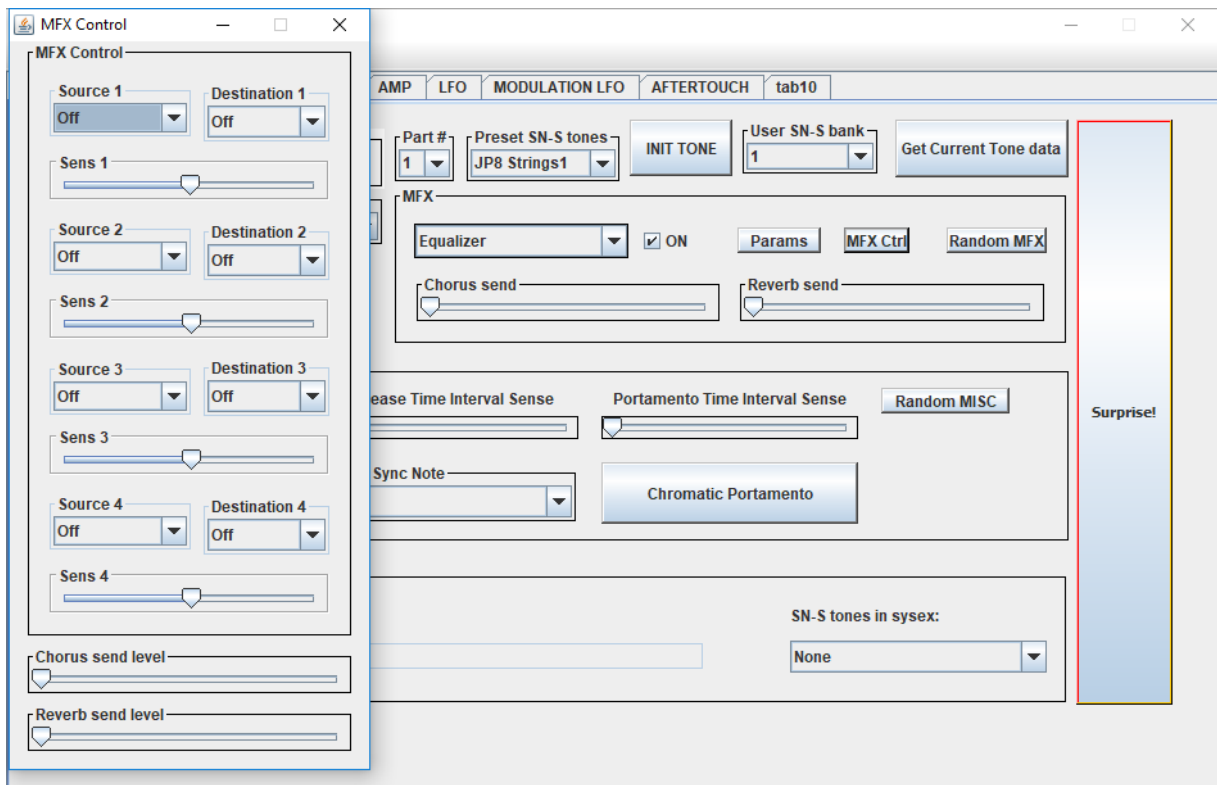 MFX Control
MFX Control
Source 1
Destination 1
Off
Off
Sens 1
Source 2
Destination 2
Off
Off
Sens 2
Source 3
Destination 3
Off
Off
Sens 3
Source 4
Destination 4
Off
Off
Sens 4
Chorus send level
Reverb send level
AMP
LFO
MODULATION LFO
AFTERTOUCH
tab10
Part #
1
Preset SN-S tones
JP8 Strings1
INIT TONE
User SN-S bank
1
Get Current Tone data
MFX
Equalizer
ON
Params
MFX Ctrl
Random MFX
Chorus send
Reverb send
ease Time Interval Sense
Portamento Time Interval Sense
Random MISC
Sync Note
Chromatic Portamento
SN-S tones in sysex:
None
Surprise!